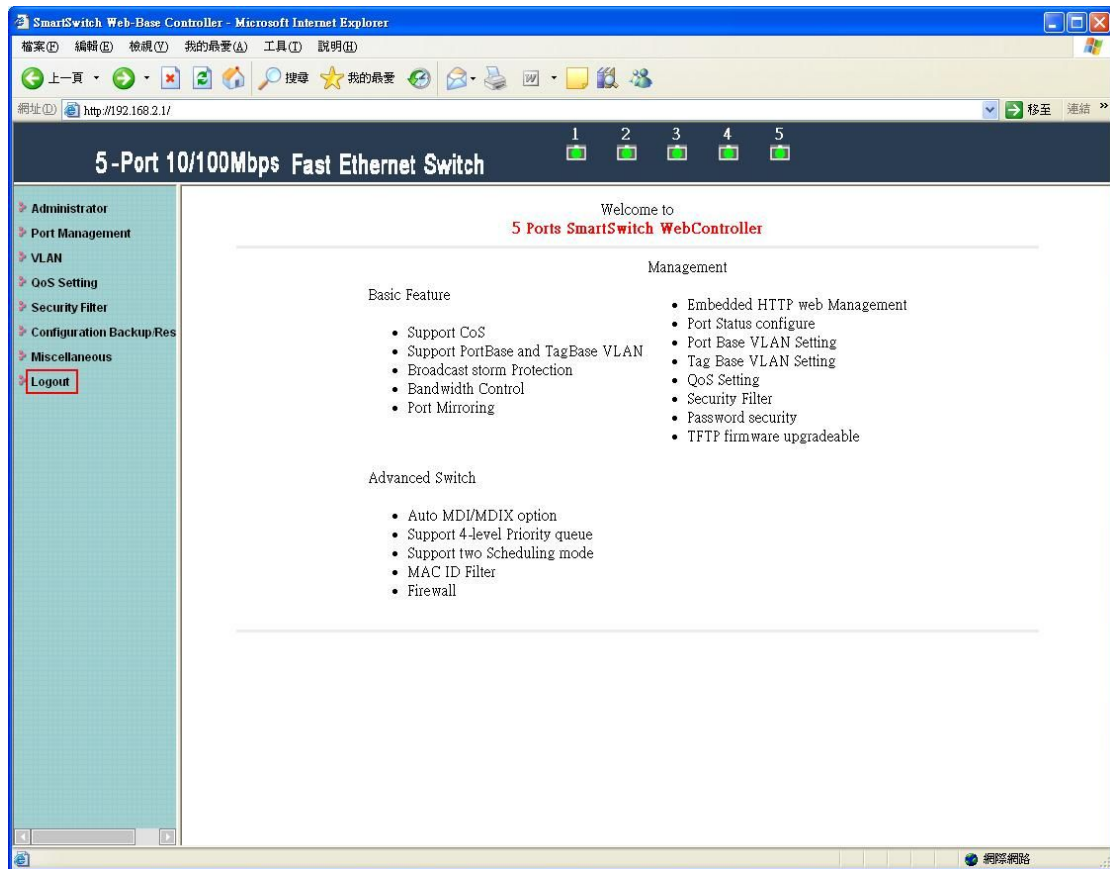 SmartSwitch Web-Base Controller - Microsoft Internet Explorer
檔案(F) 編輯(E) 檢視(V) 我的最愛(A) 工具(T) 說明(H)
上一頁 搜尋 我的最愛
網址(D) http://192.168.2.1/ 移至 連結 »
5-Port 10/100Mbps Fast Ethernet Switch
1 2 3 4 5
Administrator
Port Management
VLAN
QoS Setting
Security Filter
Configuration Backup/Res
Miscellaneous
Logout
Welcome to
5 Ports SmartSwitch WebController
Basic Feature
• Support CoS
• Support PortBase and TagBase VLAN
• Broadcast storm Protection
• Bandwidth Control
• Port Mirroring
Management
• Embedded HTTP web Management
• Port Status configure
• Port Base VLAN Setting
• Tag Base VLAN Setting
• QoS Setting
• Security Filter
• Password security
• TFTP firmware upgradeable
Advanced Switch
• Auto MDI/MDIX option
• Support 4-level Priority queue
• Support two Scheduling mode
• MAC ID Filter
• Firewall
網際網路